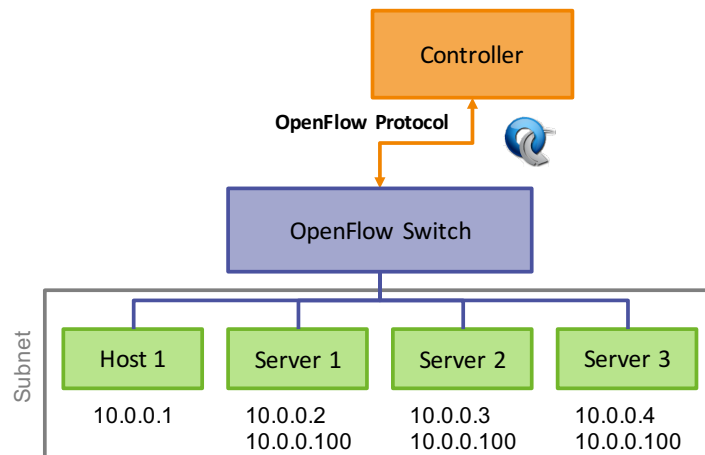 Controller
OpenFlow Protocol
OpenFlow Switch
Subnet
Host 1
Server 1
Server 2
Server 3
10.0.0.1
10.0.0.2
10.0.0.3
10.0.0.4
10.0.0.100
10.0.0.100
10.0.0.100